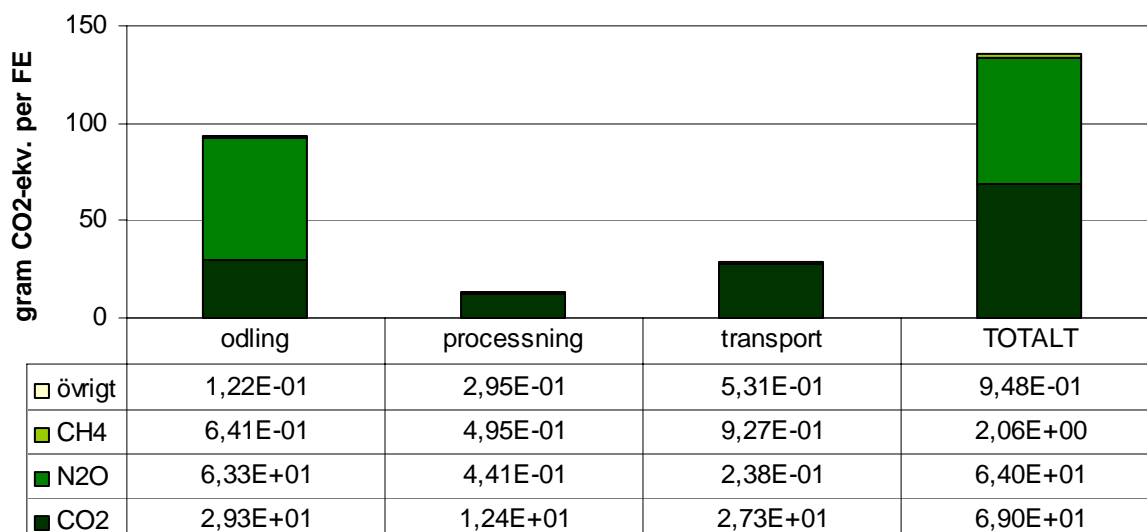 150
100
50
0
gram CO2-ekv. per FE
odling processning transport TOTALT
övrigt 1,22E-01 2,95E-01 5,31E-01 9,48E-01
CH4 6,41E-01 4,95E-01 9,27E-01 2,06E+00
N2O 6,33E+01 4,41E-01 2,38E-01 6,40E+01
CO2 2,93E+01 1,24E+01 2,73E+01 6,90E+01